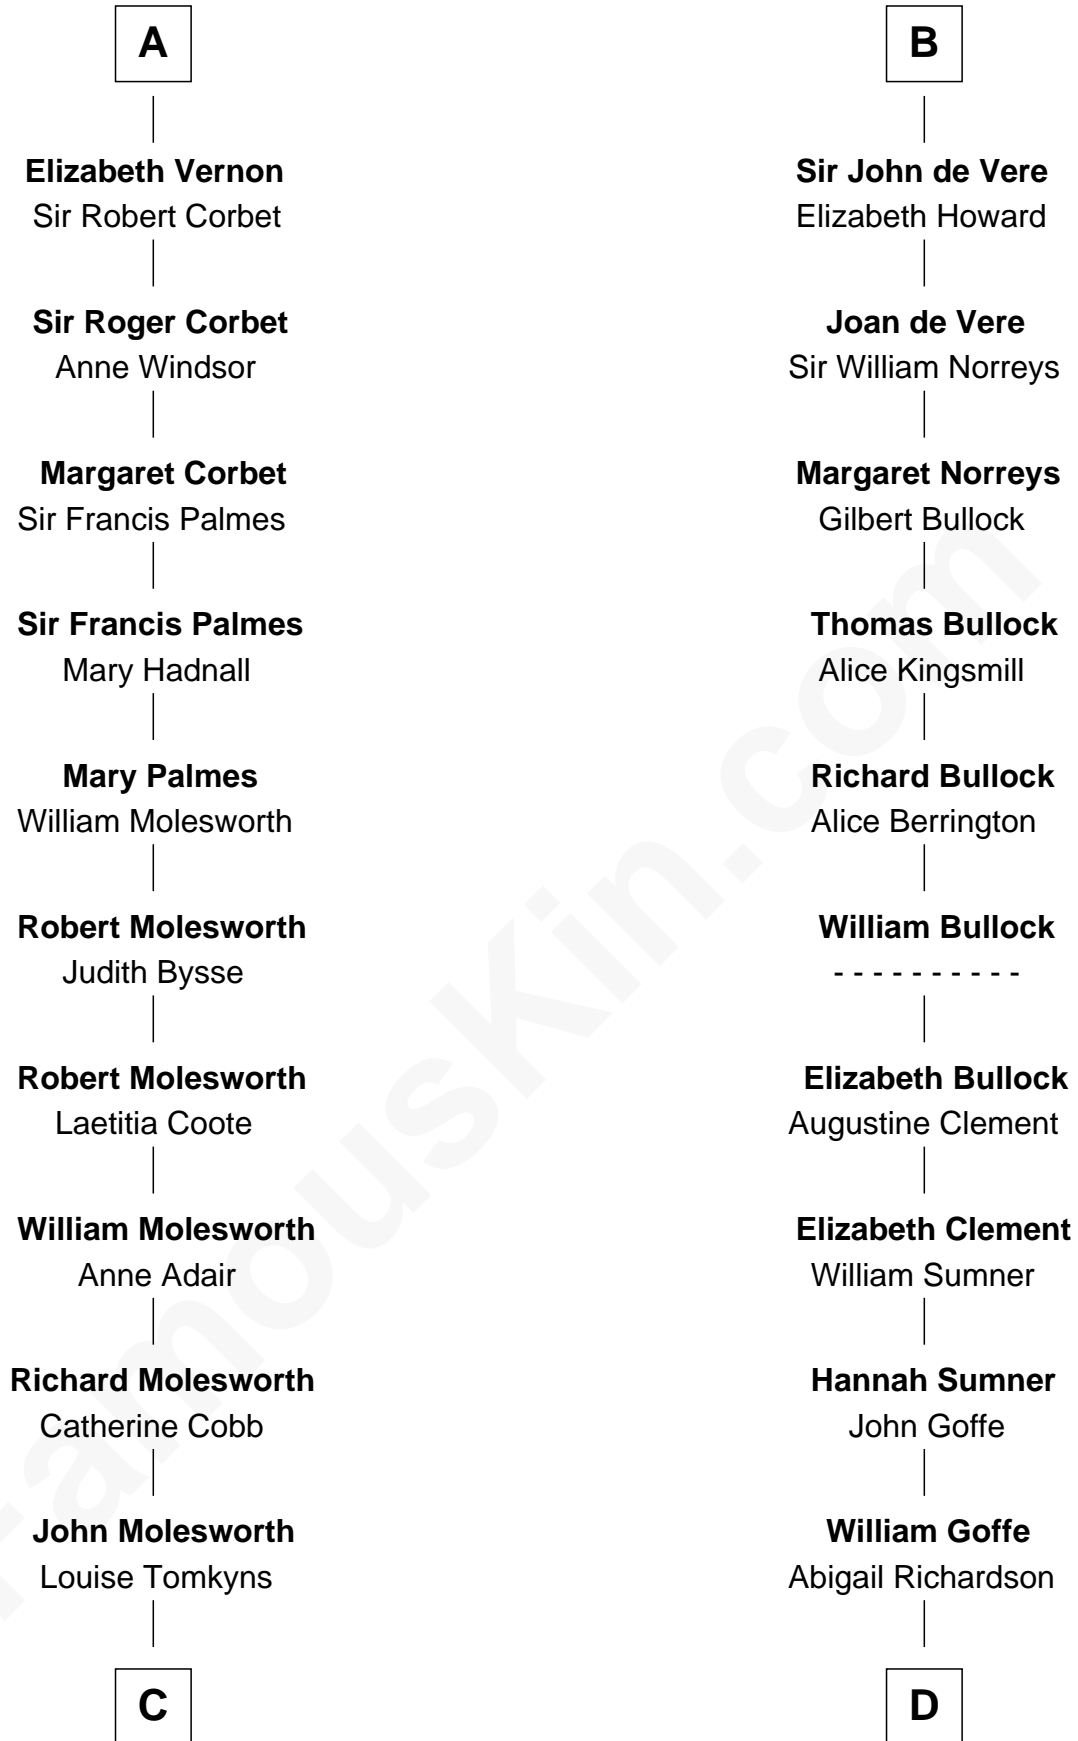 A
Elizabeth Vernon
Sir Robert Corbet
Sir Roger Corbet
Anne Windsor
Margaret Corbet
Sir Francis Palmes
Sir Francis Palmes
Mary Hadnall
Mary Palmes
William Molesworth
Robert Molesworth
Judith Bysse
Robert Molesworth
Laetitia Coote
William Molesworth
Anne Adair
Richard Molesworth
Catherine Cobb
John Molesworth
Louise Tomkyns
C
B
Sir John de Vere
Elizabeth Howard
Joan de Vere
Sir William Norreys
Margaret Norreys
Gilbert Bullock
Thomas Bullock
Alice Kingsmill
Richard Bullock
Alice Berrington
William Bullock
- - - - - - - - - -
Elizabeth Bullock
Augustine Clement
Elizabeth Clement
William Sumner
Hannah Sumner
John Goffe
William Goffe
Abigail Richardson
D
FamousKin.com